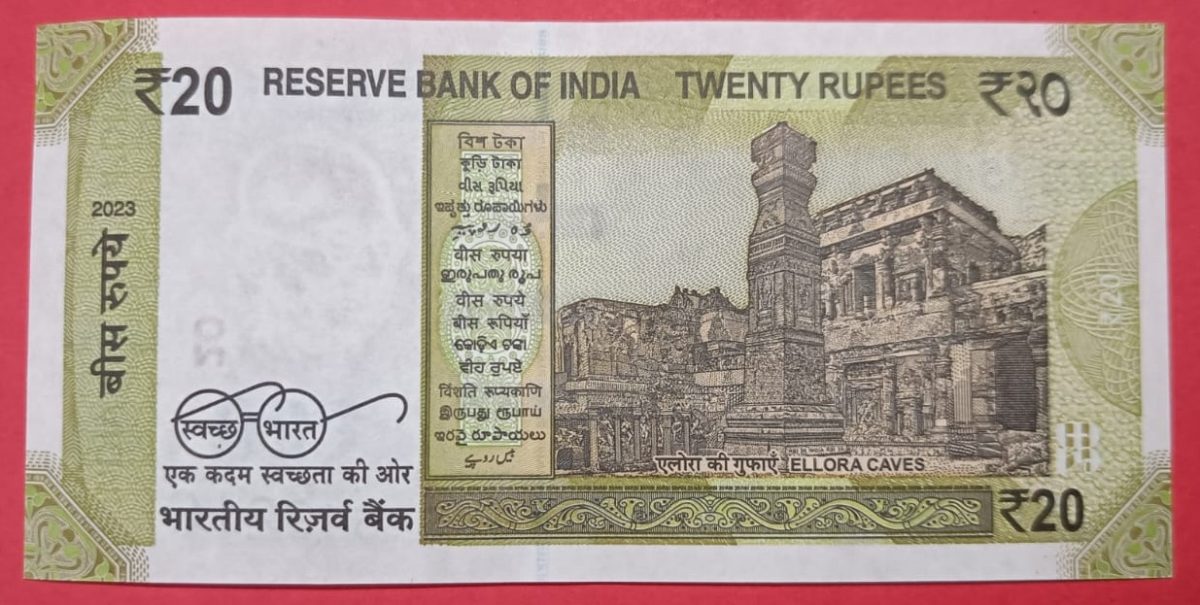 ₹20 RESERVE BANK OF INDIA TWENTY RUPEES ₹२०
2023
बीस रुपये
বিশ টকা
কুড়ি টাকা
વીસ રૂપિયા
ಇಪ್ಪತ್ತು ರೂಪಾಯಿಗಳು
वीस रुपया
ഇരുപതു രൂപ
वीस रुपये
बीस रूपियाँ
କୋଡ଼ିଏ ଟଙ୍କା
ਵੀਹ ਰੁਪਏ
विंशति रूप्यकाणि
இருபது ரூபாய்
ఇరవై రూపాయలు
بیس روپے
स्वच्छ भारत
एक कदम स्वच्छता की ओर
भारतीय रिज़र्व बैंक
एलोरा की गुफाएँ ELLORA CAVES
₹20